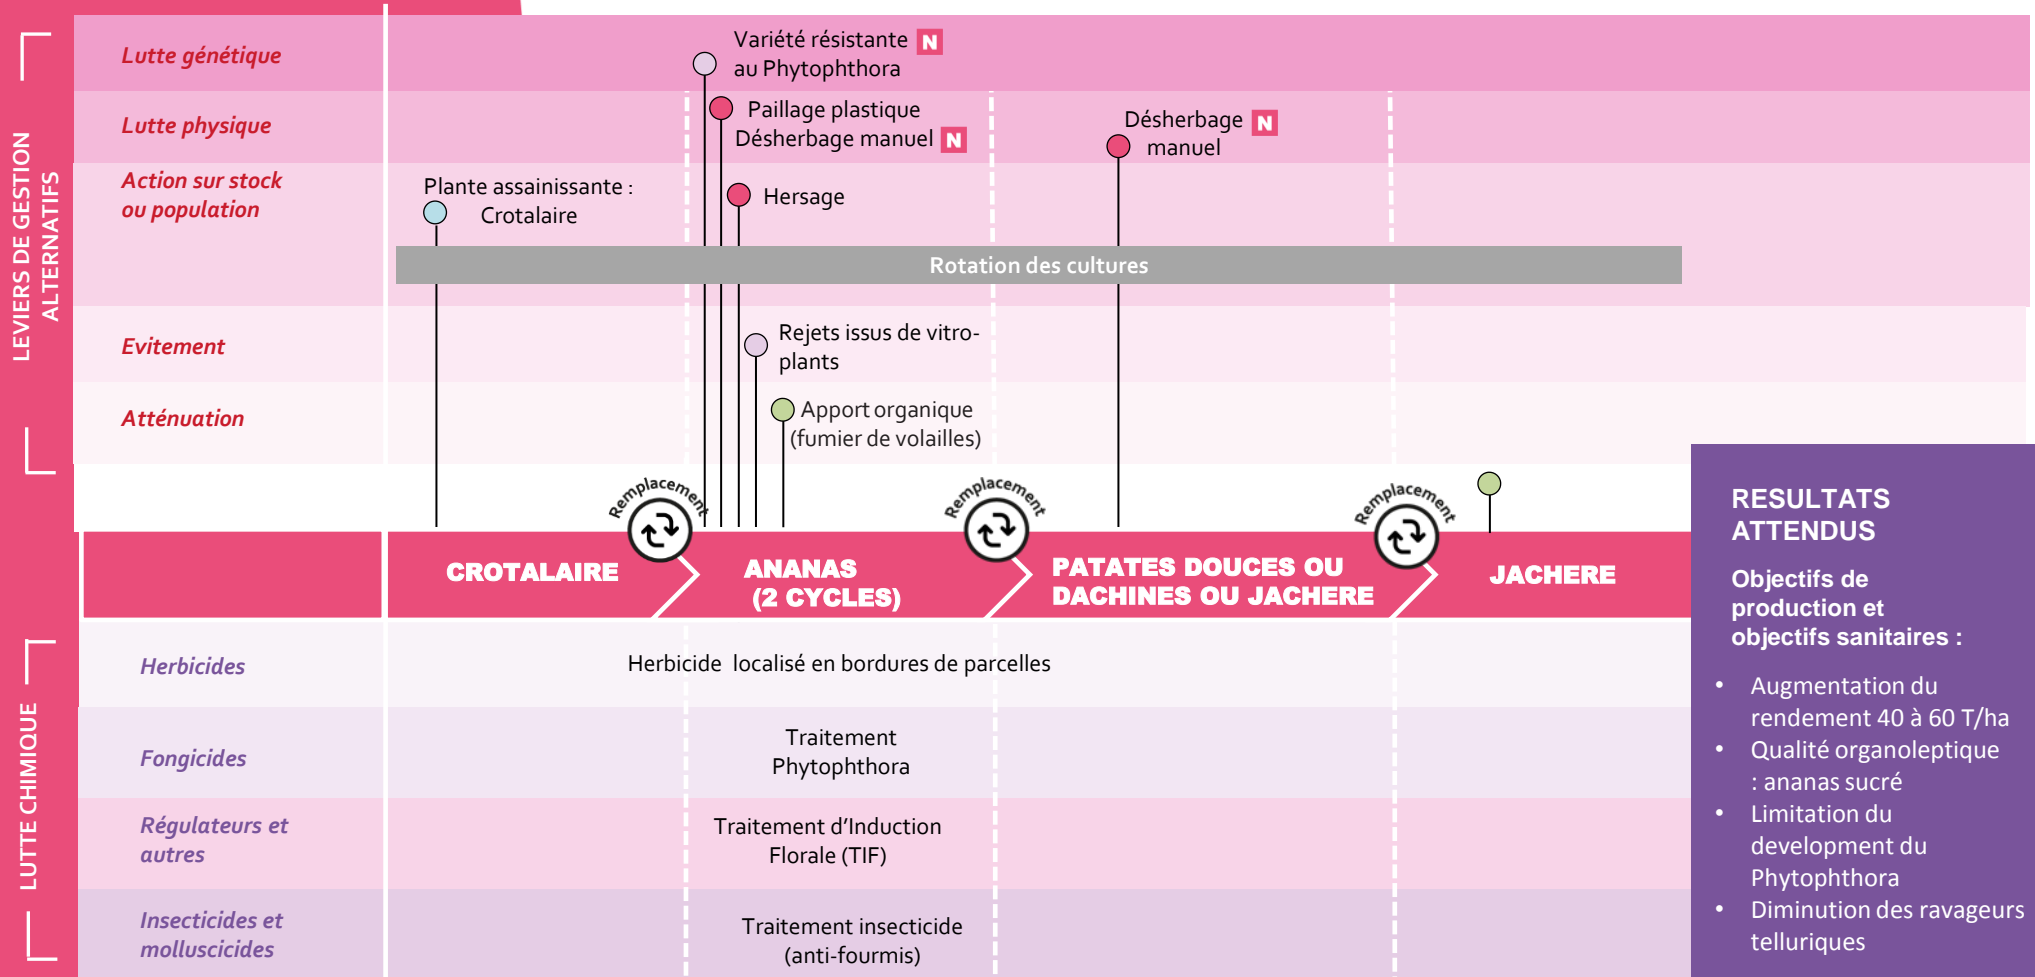 LEVIERS DE GESTION
ALTERNATIFS
Lutte génétique
Variété résistante N
au Phytophthora
Lutte physique
Paillage plastique
Désherbage manuel N
Désherbage N
manuel
Action sur stock
ou population
Plante assainissante :
Crotalaire
Hersage
Rotation des cultures
Evitement
Rejets issus de vitro-
plants
Atténuation
Apport organique
(fumier de volailles)
Remplacement
Remplacement
Remplacement
CROTALAIRE
ANANAS
(2 CYCLES)
PATATES DOUCES OU
DACHINES OU JACHERE
JACHERE
LUTTE CHIMIQUE
Herbicides
Herbicide localisé en bordures de parcelles
Fongicides
Traitement
Phytophthora
Régulateurs et
autres
Traitement d’Induction
Florale (TIF)
Insecticides et
molluscicides
Traitement insecticide
(anti-fourmis)
RESULTATS
ATTENDUS
Objectifs de
production et
objectifs sanitaires :
• Augmentation du
rendement 40 à 60 T/ha
• Qualité organoleptique
: ananas sucré
• Limitation du
development du
Phytophthora
• Diminution des ravageurs
telluriques